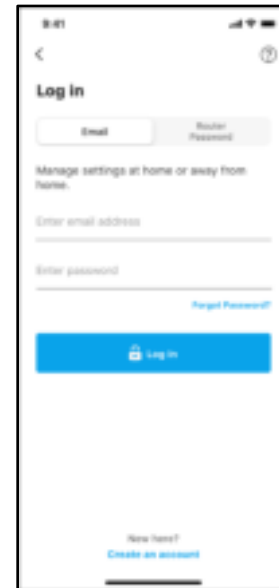 9:41
Log in
Email
Router
Password
Manage settings at home or away from
home.
Enter email address
Enter password
Forgot Password?
Log in
New here?
Create an account